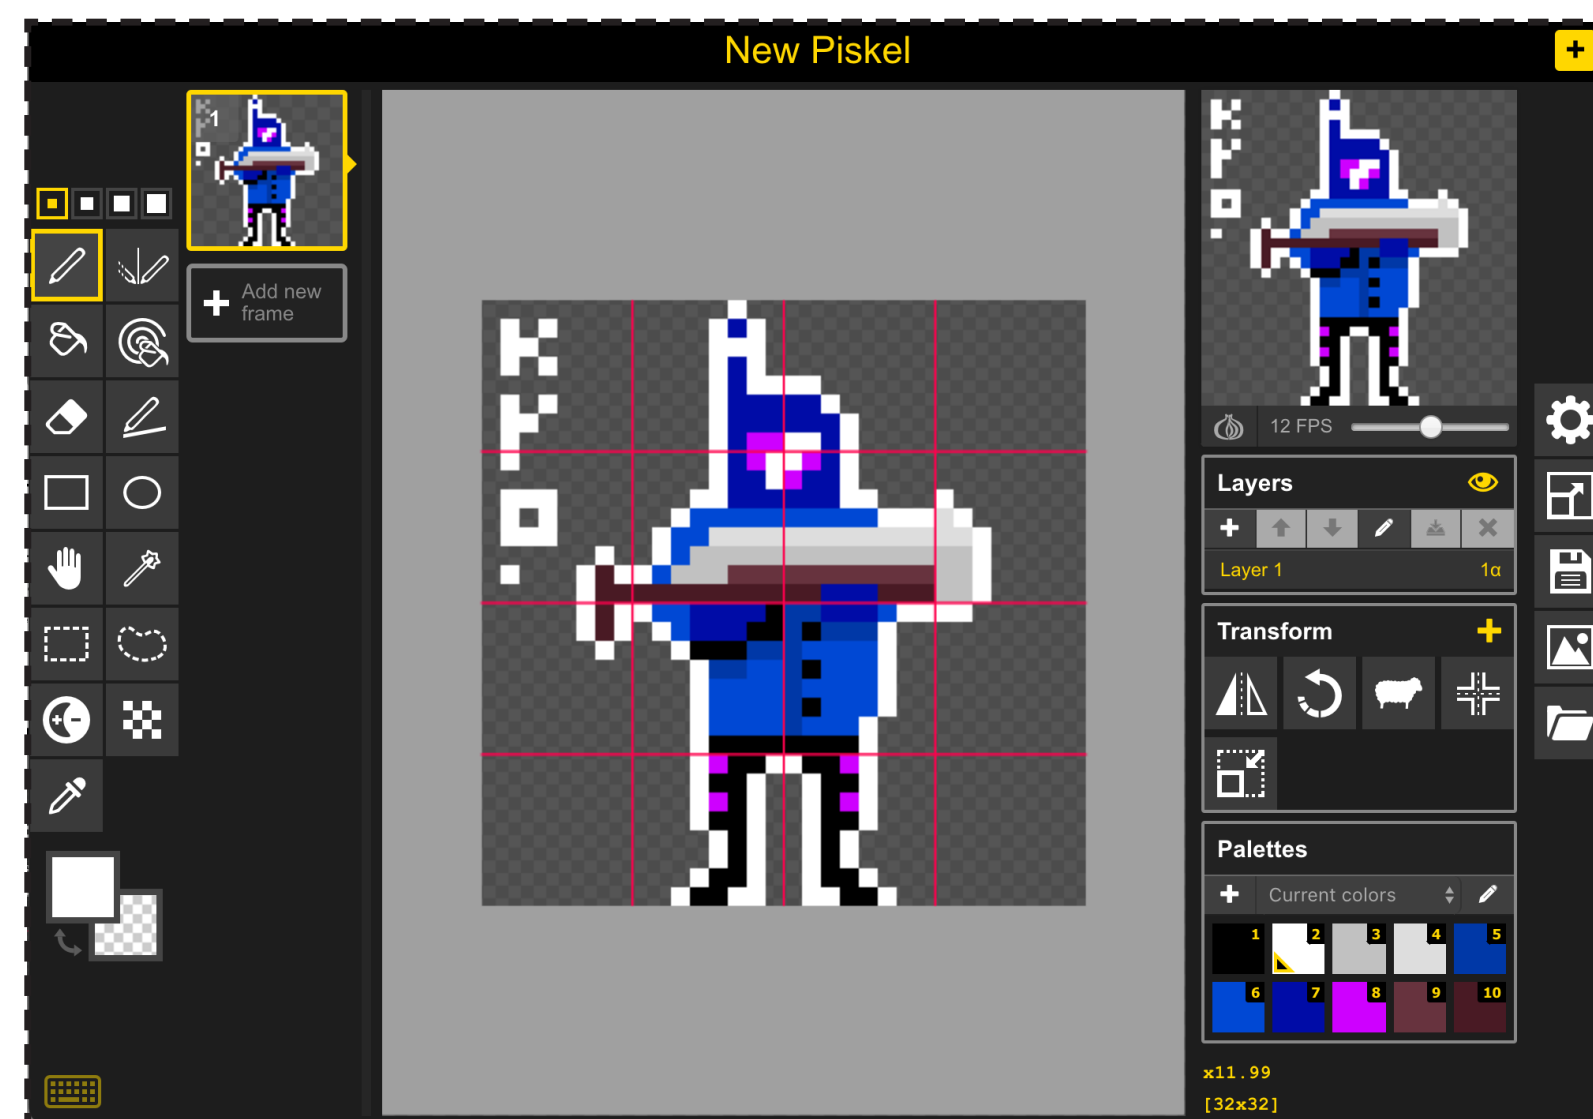 New Piskel
+
1
Add new
frame
K
Y
O
.
12 FPS
Layers
Layer 1
1α
Transform
Palettes
Current colors
1
2
3
4
5
6
7
8
9
10
x11.99
[32x32]